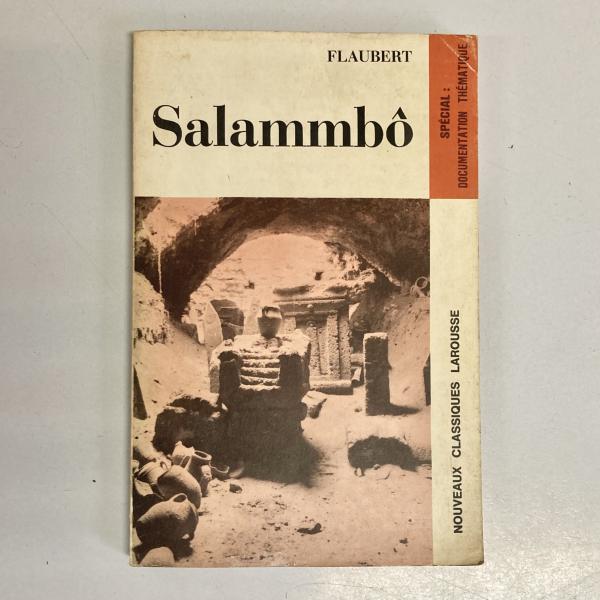 FLAUBERT
Salammbô
SPÉCIAL :
DOCUMENTATION THÉMATIQUE
NOUVEAUX CLASSIQUES LAROUSSE